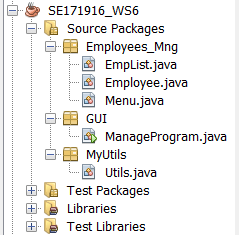 SE171916_WS6
Source Packages
Employees_Mng
EmpList.java
Employee.java
Menu.java
GUI
ManageProgram.java
MyUtils
Utils.java
Test Packages
Libraries
Test Libraries